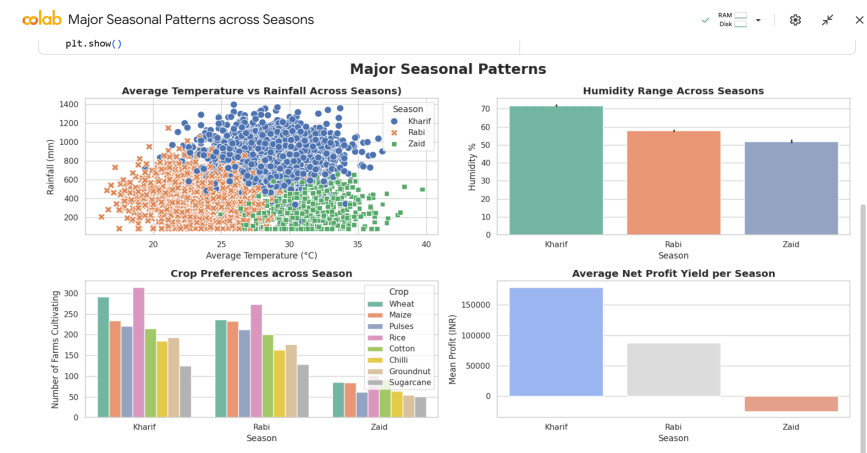 colab Major Seasonal Patterns across Seasons
RAM
Disk
plt.show()
Major Seasonal Patterns
Average Temperature vs Rainfall Across Seasons)
1400
1200
1000
800
600
400
200
Rainfall (mm)
Season
Kharif
Rabi
Zaid
20 25 30 35 40
Average Temperature (°C)
Humidity Range Across Seasons
70
60
50
40
30
20
10
0
Humidity %
Kharif Rabi Zaid
Season
Crop Preferences across Season
300
250
200
150
100
50
0
Number of Farms Cultivating
Crop
Wheat
Maize
Pulses
Rice
Cotton
Chilli
Groundnut
Sugarcane
Kharif Rabi Zaid
Season
Average Net Profit Yield per Season
150000
100000
50000
0
Mean Profit (INR)
Kharif Rabi Zaid
Season